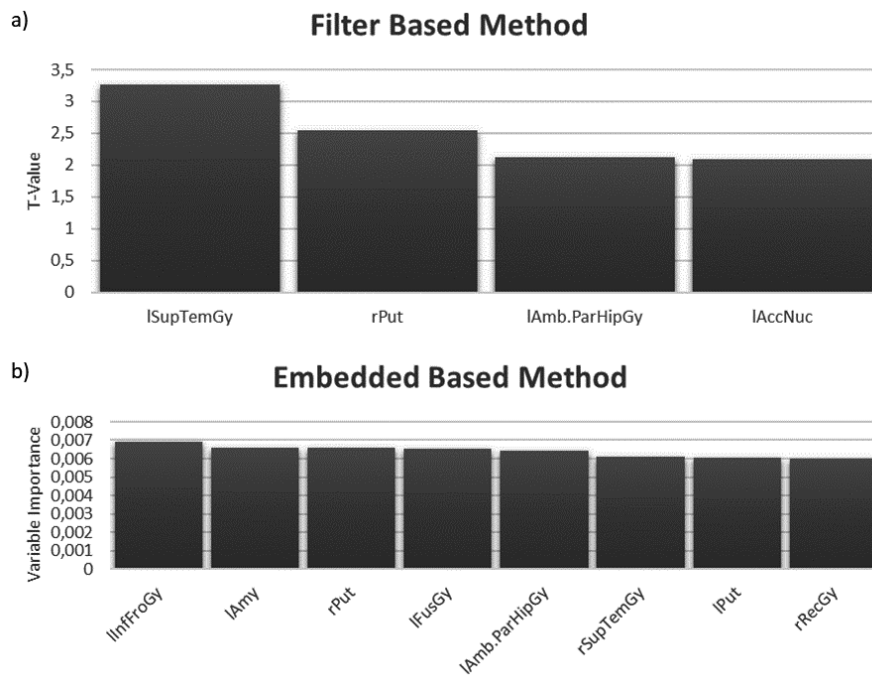 a)
Filter Based Method
3,5
3
2,5
2
1,5
1
0,5
0
T-Value
lSupTemGy rPut lAmb.ParHipGy lAccNuc
b)
Embedded Based Method
0,008
0,007
0,006
0,005
0,004
0,003
0,002
0,001
0
Variable Importance
lInfFroGy lAmy rPut lFusGy lAmb.ParHipGy rSupTemGy lPut rRecGy